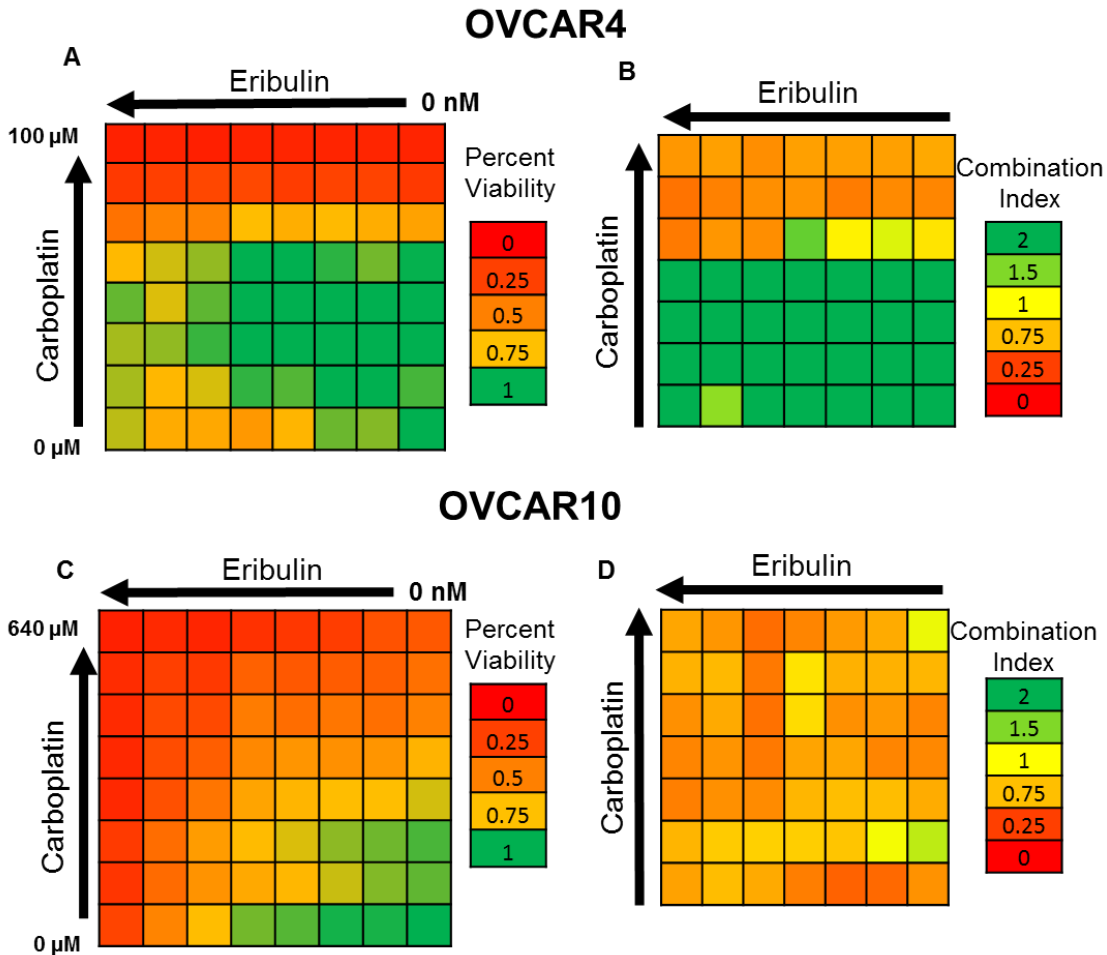 OVCAR4
A
Eribulin
0 nM
100 µM
Carboplatin
0 µM
Percent
Viability
0
0.25
0.5
0.75
1
B
Eribulin
Carboplatin
Combination
Index
2
1.5
1
0.75
0.25
0
OVCAR10
C
Eribulin
0 nM
640 µM
Carboplatin
0 µM
Percent
Viability
0
0.25
0.5
0.75
1
D
Eribulin
Carboplatin
Combination
Index
2
1.5
1
0.75
0.25
0